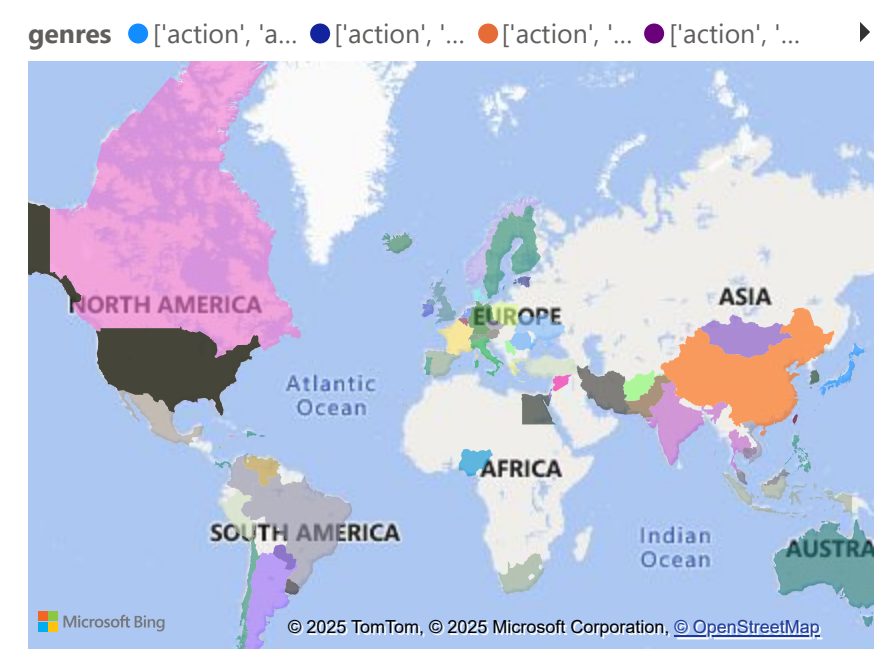 genres ['action', 'a... ['action', '... ['action', '... ['action', '...
NORTH AMERICA
EUROPE
ASIA
Atlantic
Ocean
AFRICA
SOUTH AMERICA
Indian
Ocean
AUSTRA
Microsoft Bing
© 2025 TomTom, © 2025 Microsoft Corporation, © OpenStreetMap